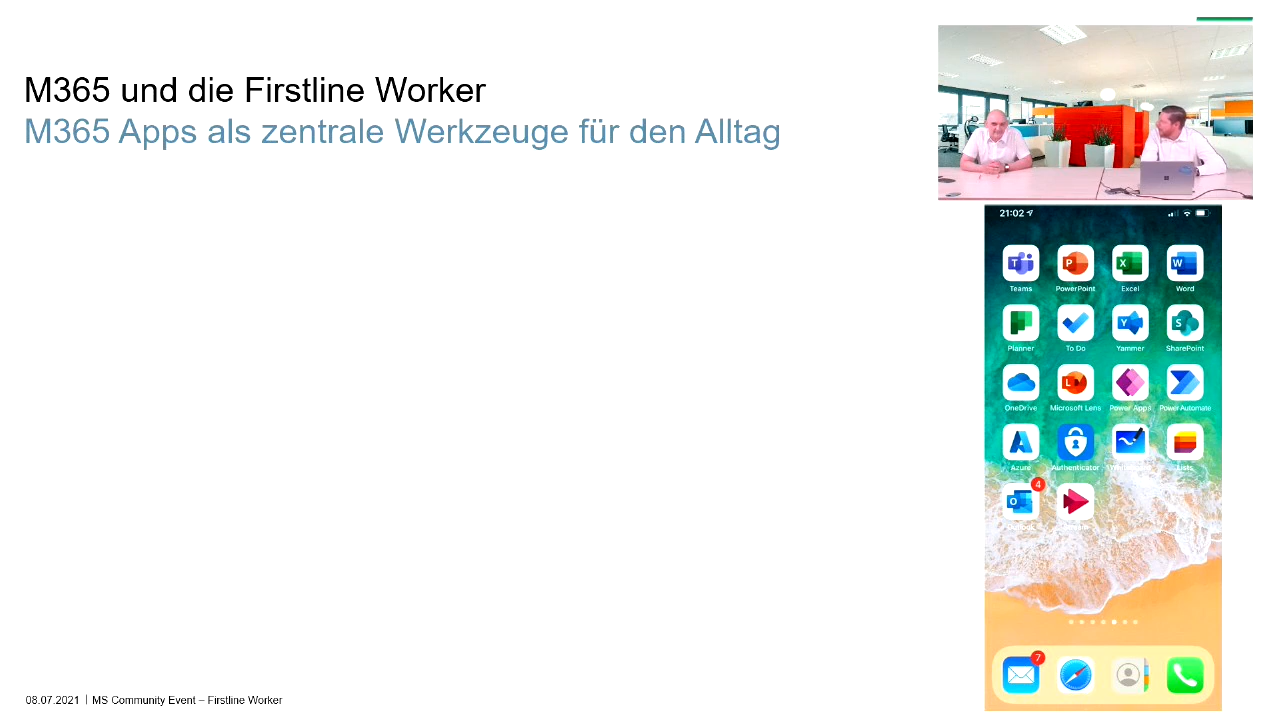 M365 und die Firstline Worker
M365 Apps als zentrale Werkzeuge für den Alltag
21:02
Teams PowerPoint Excel Word
Planner To Do Yammer SharePoint
OneDrive Microsoft Lens Power Apps Power Automate
Azure Authenticator Lists
4
7
08.07.2021 | MS Community Event – Firstline Worker